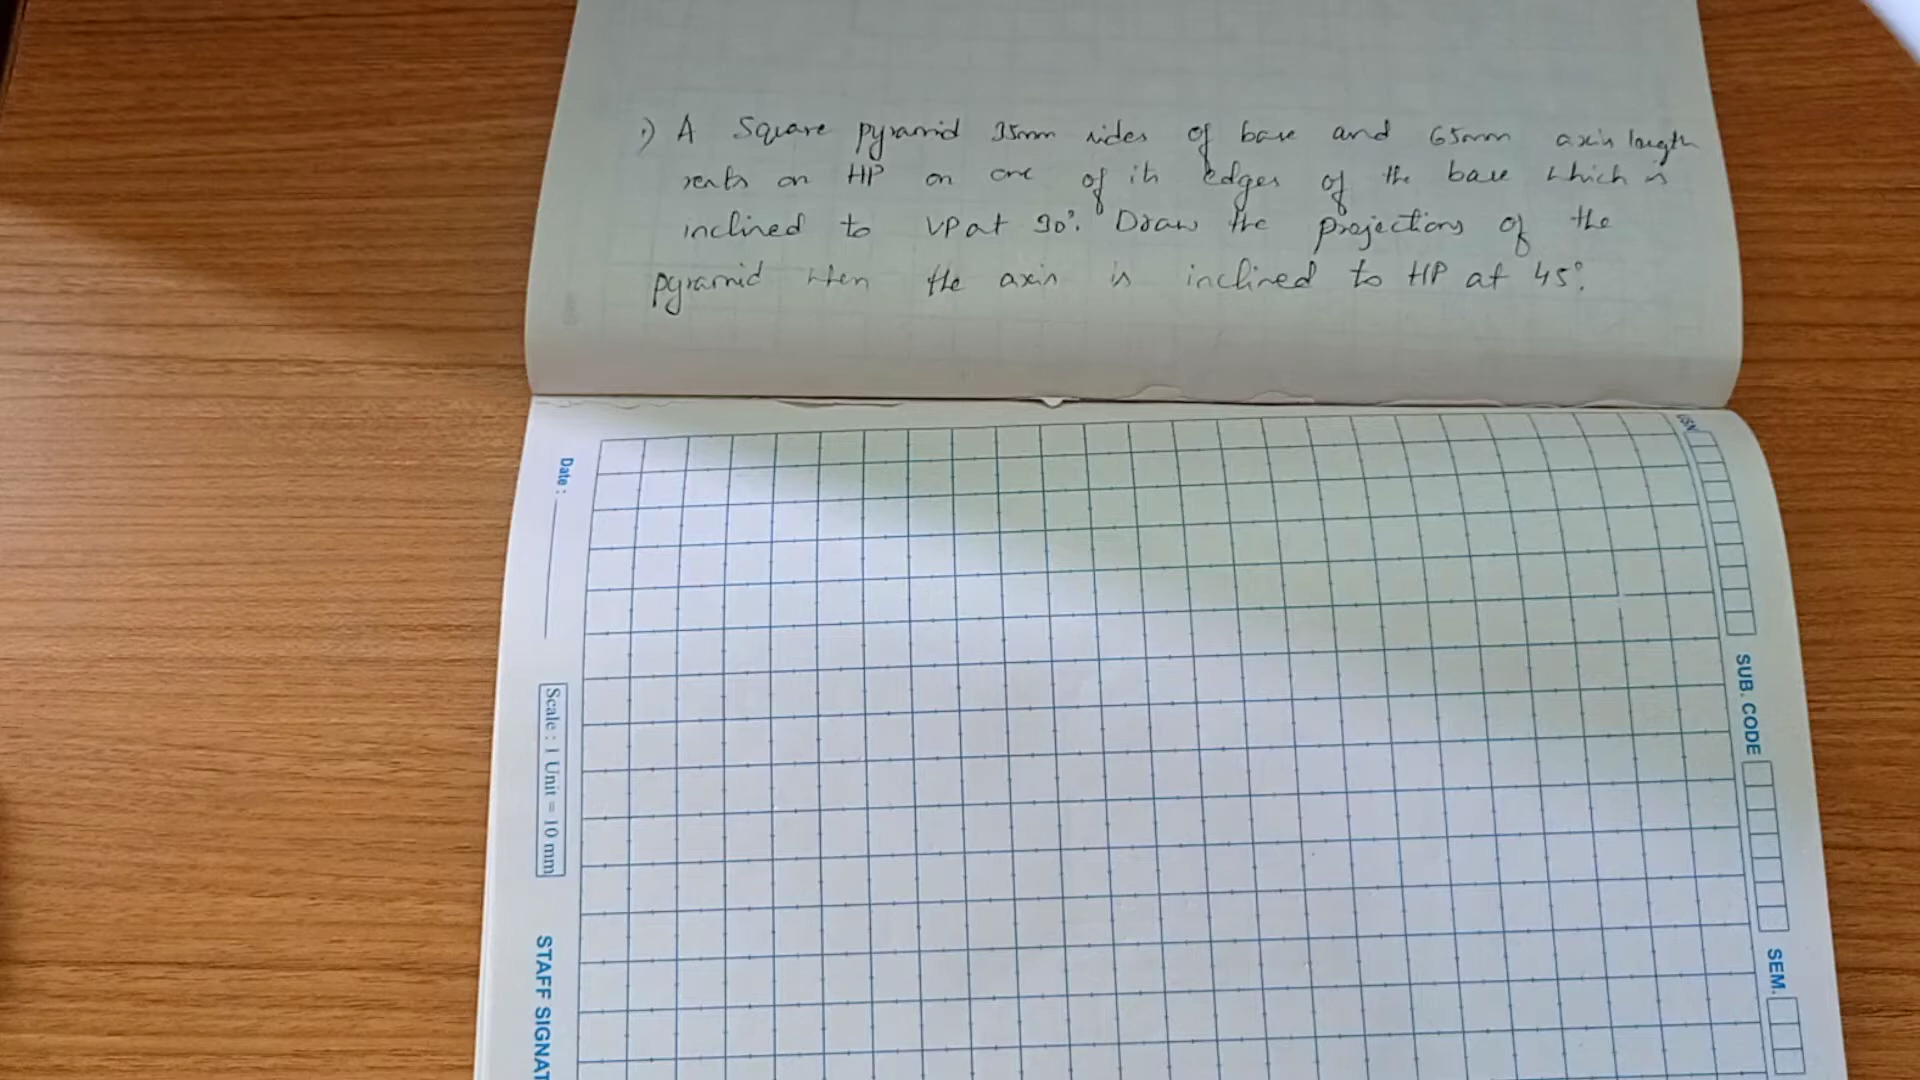 1) A Square pyramid 35mm sides of base and 65mm axis length
rests on HP on one of its edges of the base which is
inclined to VP at 30°. Draw the projections of the
pyramid when the axis is inclined to HP at 45°.
USN
Date :
SUB. CODE
Scale : 1 Unit = 10 mm
SEM.
STAFF SIGNAT